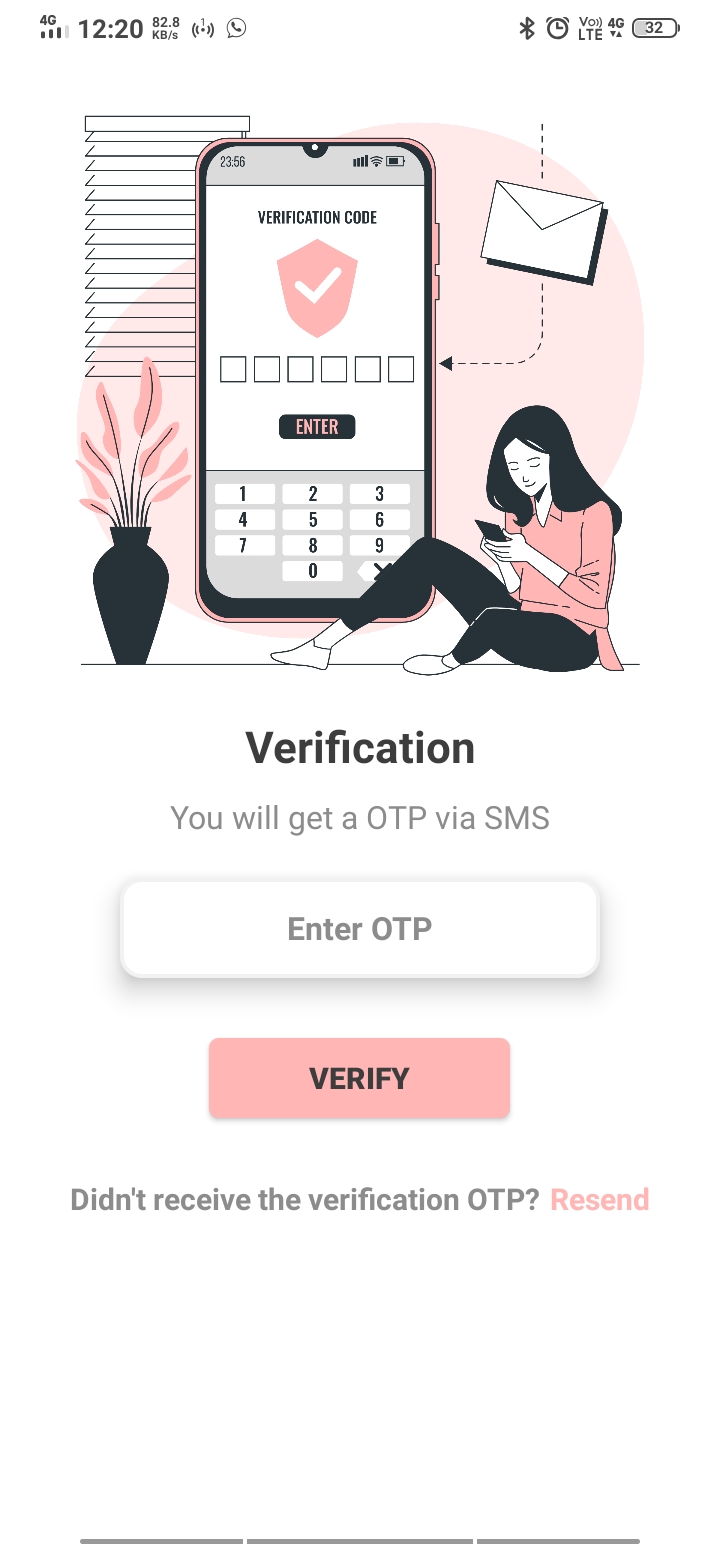 4G 12:20 82.8 KB/s 1 Vo)) LTE 4G 32
23:56
VERIFICATION CODE
ENTER
1 2 3
4 5 6
7 8 9
0
Verification
You will get a OTP via SMS
Enter OTP
VERIFY
Didn't receive the verification OTP? Resend